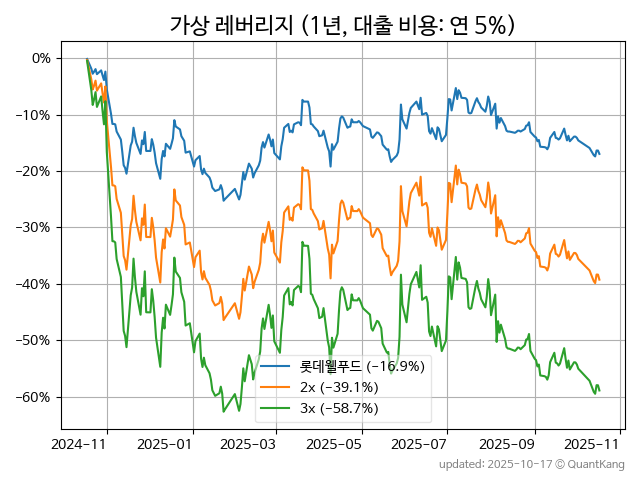 가상 레버리지 (1년, 대출 비용: 연 5%)
0%
−10%
−20%
−30%
−40%
−50%
−60%
롯데웰푸드 (−16.9%)
2x (−39.1%)
3x (−58.7%)
2024-11
2025-01
2025-03
2025-05
2025-07
2025-09
2025-11
updated: 2025-10-17 © QuantKang